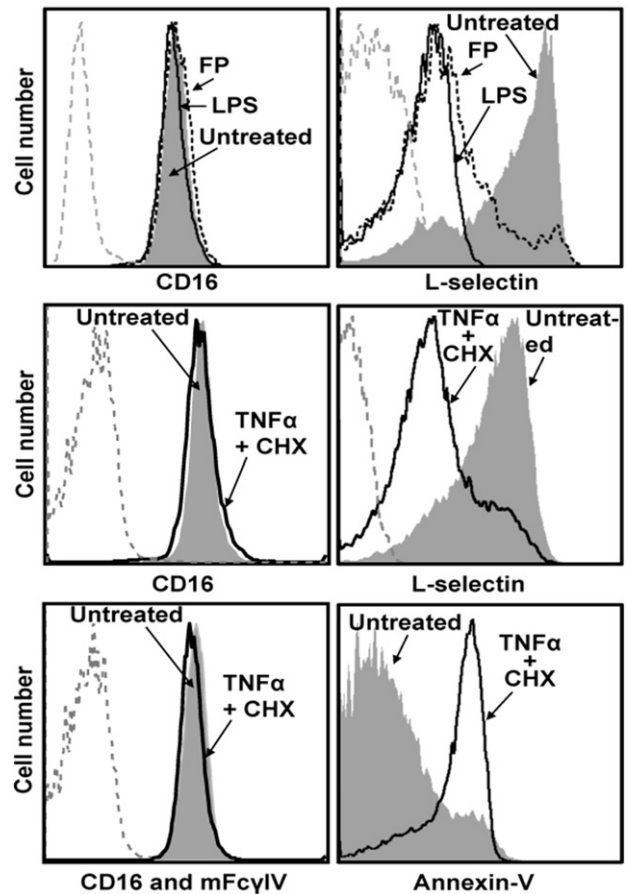 Cell number
FP
LPS
Untreated
CD16
Untreated
FP
LPS
L-selectin
Cell number
Untreated
TNFα
+ CHX
CD16
TNFα
+
CHX
Untreat-
ed
L-selectin
Cell number
Untreated
TNFα
+ CHX
CD16 and mFcγIV
Untreated
TNFα
+
CHX
Annexin-V